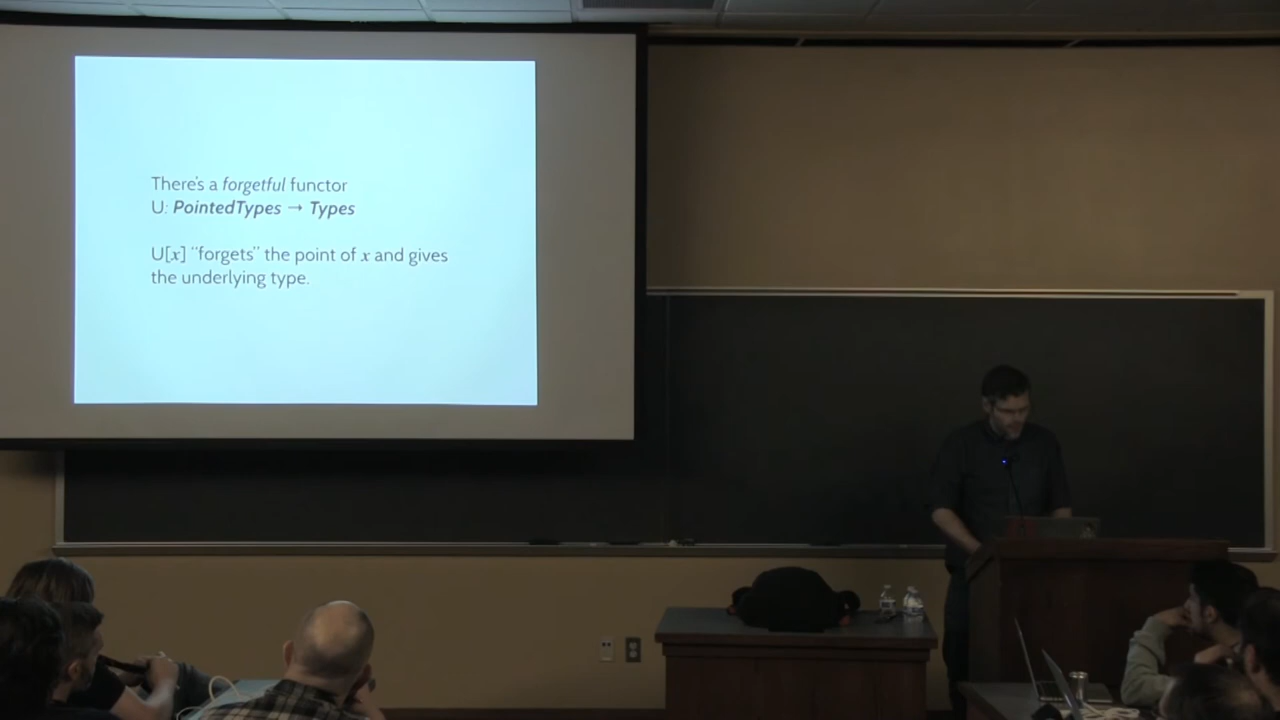 There's a forgetful functor
U: PointedTypes → Types
U[x] “forgets” the point of x and gives
the underlying type.